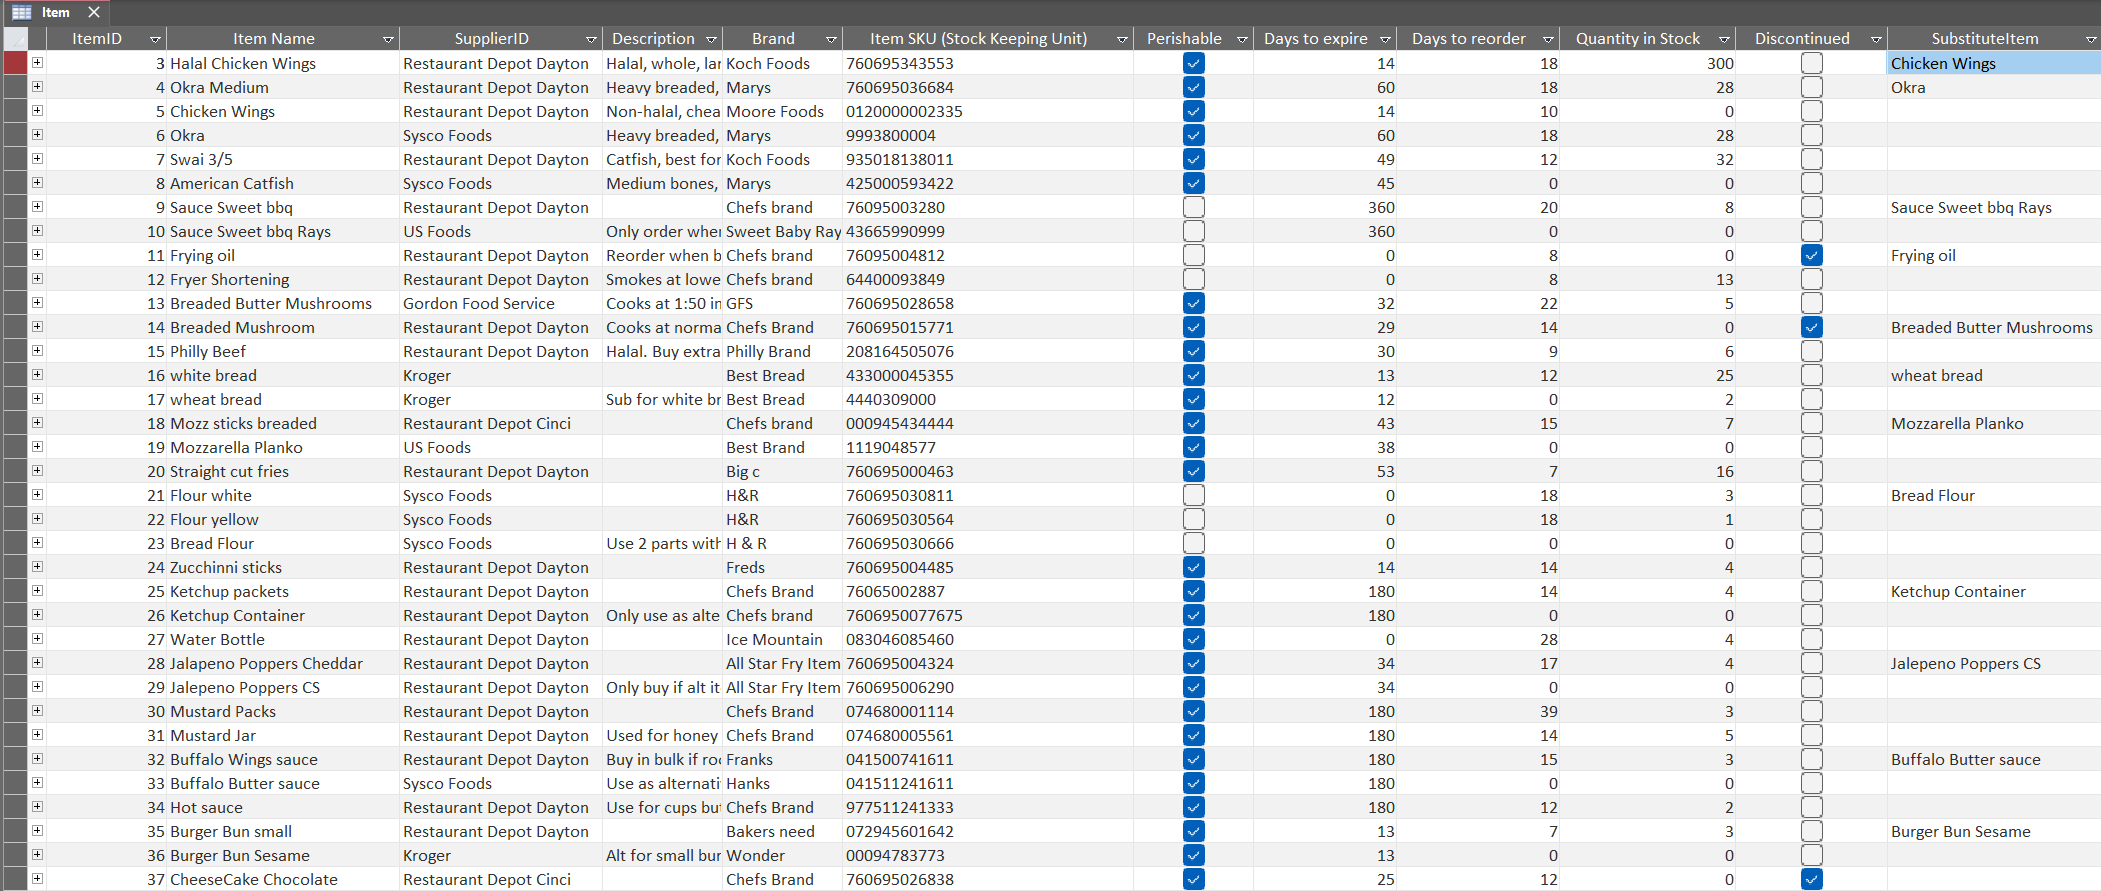 Item
ItemID Item Name SupplierID Description Brand Item SKU (Stock Keeping Unit) Perishable Days to expire Days to reorder Quantity in Stock Discontinued SubstituteItem
3 Halal Chicken Wings Restaurant Depot Dayton Halal, whole, lar Koch Foods 760695343553 14 18 300 Chicken Wings
4 Okra Medium Restaurant Depot Dayton Heavy breaded, Marys 760695036684 60 18 28 Okra
5 Chicken Wings Restaurant Depot Dayton Non-halal, chea Moore Foods 0120000002335 14 10 0
6 Okra Sysco Foods Heavy breaded, Marys 9993800004 60 18 28
7 Swai 3/5 Restaurant Depot Dayton Catfish, best for Koch Foods 935018138011 49 12 32
8 American Catfish Sysco Foods Medium bones, Marys 425000593422 45 0 0
9 Sauce Sweet bbq Restaurant Depot Dayton Chefs brand 76095003280 360 20 8 Sauce Sweet bbq Rays
10 Sauce Sweet bbq Rays US Foods Only order wher Sweet Baby Ray 43665990999 360 0 0
11 Frying oil Restaurant Depot Dayton Reorder when b Chefs brand 76095004812 0 8 0 Frying oil
12 Fryer Shortening Restaurant Depot Dayton Smokes at lowe Chefs brand 64400093849 0 8 13
13 Breaded Butter Mushrooms Gordon Food Service Cooks at 1:50 in GFS 760695028658 32 22 5
14 Breaded Mushroom Restaurant Depot Dayton Cooks at norma Chefs Brand 760695015771 29 14 0 Breaded Butter Mushrooms
15 Philly Beef Restaurant Depot Dayton Halal. Buy extra Philly Brand 208164505076 30 9 6
16 white bread Kroger Best Bread 433000045355 13 12 25 wheat bread
17 wheat bread Kroger Sub for white br Best Bread 4440309000 12 0 2
18 Mozz sticks breaded Restaurant Depot Cinci Chefs brand 000945434444 43 15 7 Mozzarella Planko
19 Mozzarella Planko US Foods Best Brand 1119048577 38 0 0
20 Straight cut fries Restaurant Depot Dayton Big c 760695000463 53 7 16
21 Flour white Sysco Foods H&R 760695030811 0 18 3 Bread Flour
22 Flour yellow Sysco Foods H&R 760695030564 0 18 1
23 Bread Flour Sysco Foods Use 2 parts with H & R 760695030666 0 0 0
24 Zucchinni sticks Restaurant Depot Dayton Freds 760695004485 14 14 4
25 Ketchup packets Restaurant Depot Dayton Chefs Brand 76065002887 180 14 4 Ketchup Container
26 Ketchup Container Restaurant Depot Dayton Only use as alte Chefs brand 7606950077675 180 0 0
27 Water Bottle Restaurant Depot Dayton Ice Mountain 083046085460 0 28 4
28 Jalapeno Poppers Cheddar Restaurant Depot Dayton All Star Fry Item 760695004324 34 17 4 Jalepeno Poppers CS
29 Jalepeno Poppers CS Restaurant Depot Dayton Only buy if alt it All Star Fry Item 760695006290 34 0 0
30 Mustard Packs Restaurant Depot Dayton Chefs Brand 074680001114 180 39 3
31 Mustard Jar Restaurant Depot Dayton Used for honey Chefs Brand 074680005561 180 14 5
32 Buffalo Wings sauce Restaurant Depot Dayton Buy in bulk if roo Franks 041500741611 180 15 3 Buffalo Butter sauce
33 Buffalo Butter sauce Sysco Foods Use as alternati Hanks 041511241611 180 0 0
34 Hot sauce Restaurant Depot Dayton Use for cups but Chefs Brand 977511241333 180 12 2
35 Burger Bun small Restaurant Depot Dayton Bakers need 072945601642 13 7 3 Burger Bun Sesame
36 Burger Bun Sesame Kroger Alt for small bur Wonder 00094783773 13 0 0
37 CheeseCake Chocolate Restaurant Depot Cinci Chefs Brand 760695026838 25 12 0